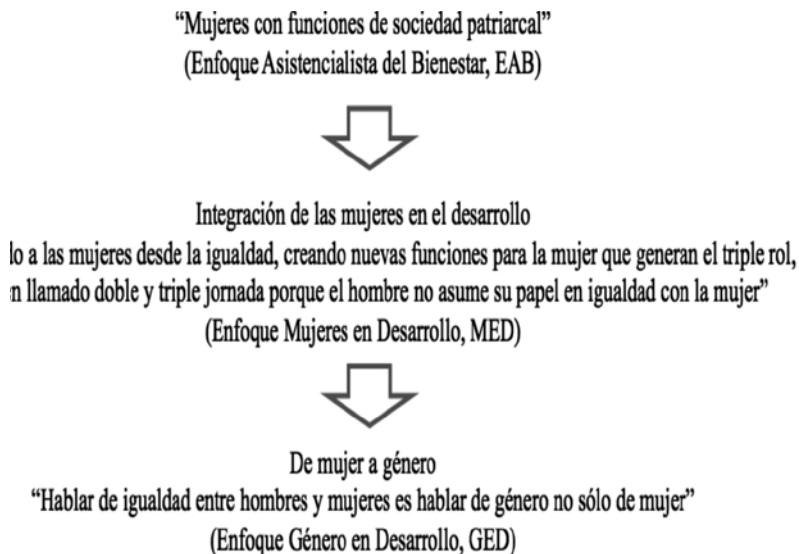 “Mujeres con funciones de sociedad patriarcal”
(Enfoque Asistencialista del Bienestar, EAB)
Integración de las mujeres en el desarrollo
a las mujeres desde la igualdad, creando nuevas funciones para la mujer que generan el triple rol,
llamado doble y triple jornada porque el hombre no asume su papel en igualdad con la mujer”
(Enfoque Mujeres en Desarrollo, MED)
De mujer a género
“Hablar de igualdad entre hombres y mujeres es hablar de género no sólo de mujer”
(Enfoque Género en Desarrollo, GED)